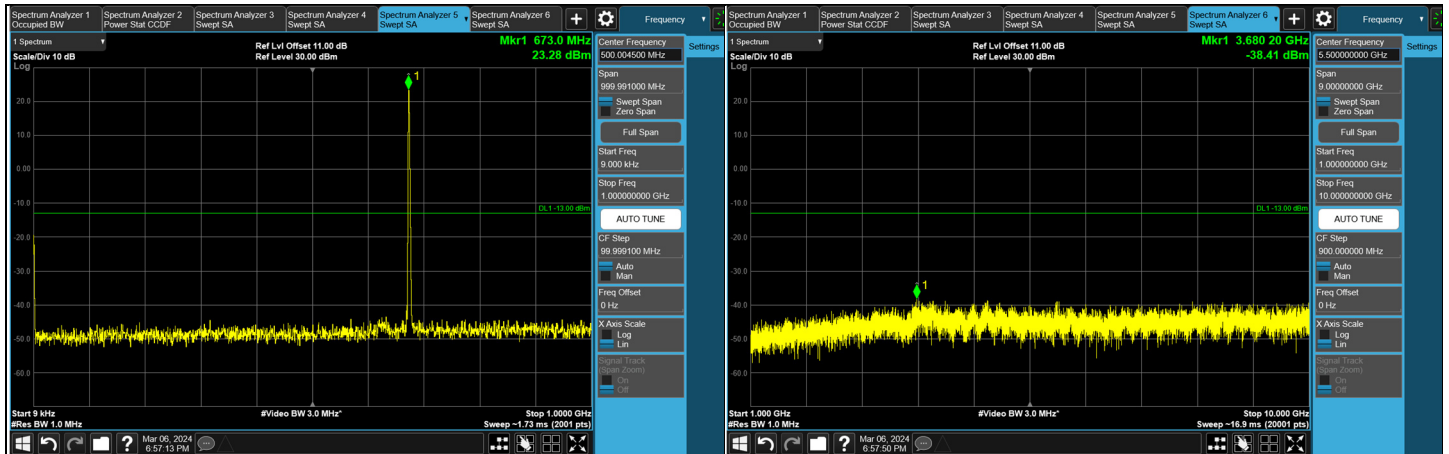 Spectrum Analyzer 1 Occupied BW
Spectrum Analyzer 2 Power Stat CCDF
Spectrum Analyzer 3 Swept SA
Spectrum Analyzer 4 Swept SA
Spectrum Analyzer 5 Swept SA
Spectrum Analyzer 6 Swept SA
+
Frequency
1 Spectrum
Scale/Div 10 dB
Log
Ref Lvl Offset 11.00 dB
Ref Level 30.00 dBm
Mkr1 673.0 MHz
23.28 dBm
1
20.0
10.0
0.00
-10.0
DL1 -13.00 dBm
-20.0
-30.0
-40.0
-50.0
-60.0
Start 9 kHz
#Video BW 3.0 MHz*
Stop 1.0000 GHz
#Res BW 1.0 MHz
Sweep ~1.73 ms (2001 pts)
?
Mar 06, 2024
6:57:13 PM
Settings
Center Frequency
500.004500 MHz
Span
999.991000 MHz
Swept Span
Zero Span
Full Span
Start Freq
9.000 kHz
Stop Freq
1.000000000 GHz
AUTO TUNE
CF Step
99.999100 MHz
Auto
Man
Freq Offset
0 Hz
X Axis Scale
Log
Lin
Signal Track
(Span Zoom)
On
Off
Spectrum Analyzer 1 Occupied BW
Spectrum Analyzer 2 Power Stat CCDF
Spectrum Analyzer 3 Swept SA
Spectrum Analyzer 4 Swept SA
Spectrum Analyzer 5 Swept SA
Spectrum Analyzer 6 Swept SA
+
Frequency
1 Spectrum
Scale/Div 10 dB
Log
Ref Lvl Offset 11.00 dB
Ref Level 30.00 dBm
Mkr1 3.680 20 GHz
-38.41 dBm
1
20.0
10.0
0.00
-10.0
DL1 -13.00 dBm
-20.0
-30.0
-40.0
-50.0
-60.0
Start 1.000 GHz
#Video BW 3.0 MHz*
Stop 10.000 GHz
#Res BW 1.0 MHz
Sweep ~16.9 ms (20001 pts)
?
Mar 06, 2024
6:57:50 PM
Settings
Center Frequency
5.500000000 GHz
Span
9.00000000 GHz
Swept Span
Zero Span
Full Span
Start Freq
1.000000000 GHz
Stop Freq
10.000000000 GHz
AUTO TUNE
CF Step
900.000000 MHz
Auto
Man
Freq Offset
0 Hz
X Axis Scale
Log
Lin
Signal Track
(Span Zoom)
On
Off